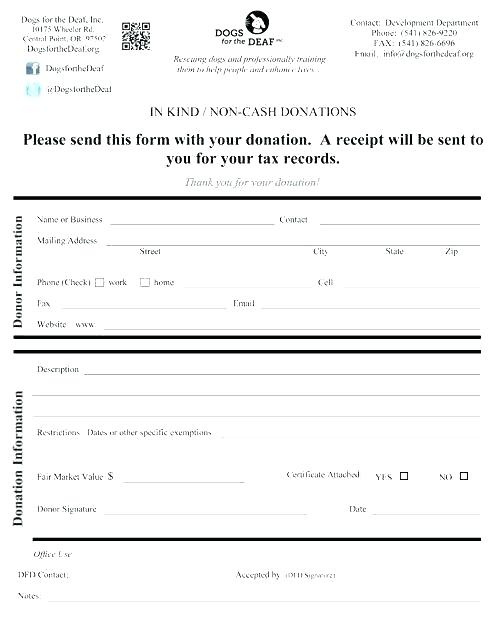 Dogs for the Deaf, Inc.
10175 Wheeler Rd.
Central Point, OR 97502
DogsfortheDeaf.org
DogsfortheDeaf
@DogsfortheDeaf
DOGS
for the DEAF INC
Rescuing dogs and professionally training
them to help people and enhance lives.
Contact: Development Department
Phone: (541) 826-9220
FAX: (541) 826-6696
Email: info@dogsforthedeaf.org
IN KIND / NON-CASH DONATIONS
Please send this form with your donation. A receipt will be sent to
you for your tax records.
Thank you for your donation!
Donor Information
Name or Business Contact
Mailing Address
Street City State Zip
Phone (Check) work home Cell
Fax Email
Website www.
Donation Information
Description
Restrictions Dates or other specific exemptions
Fair Market Value $ Certificate Attached YES NO
Donor Signature Date
Office Use
DFD Contact: Accepted by (DFD Signature)
Notes: